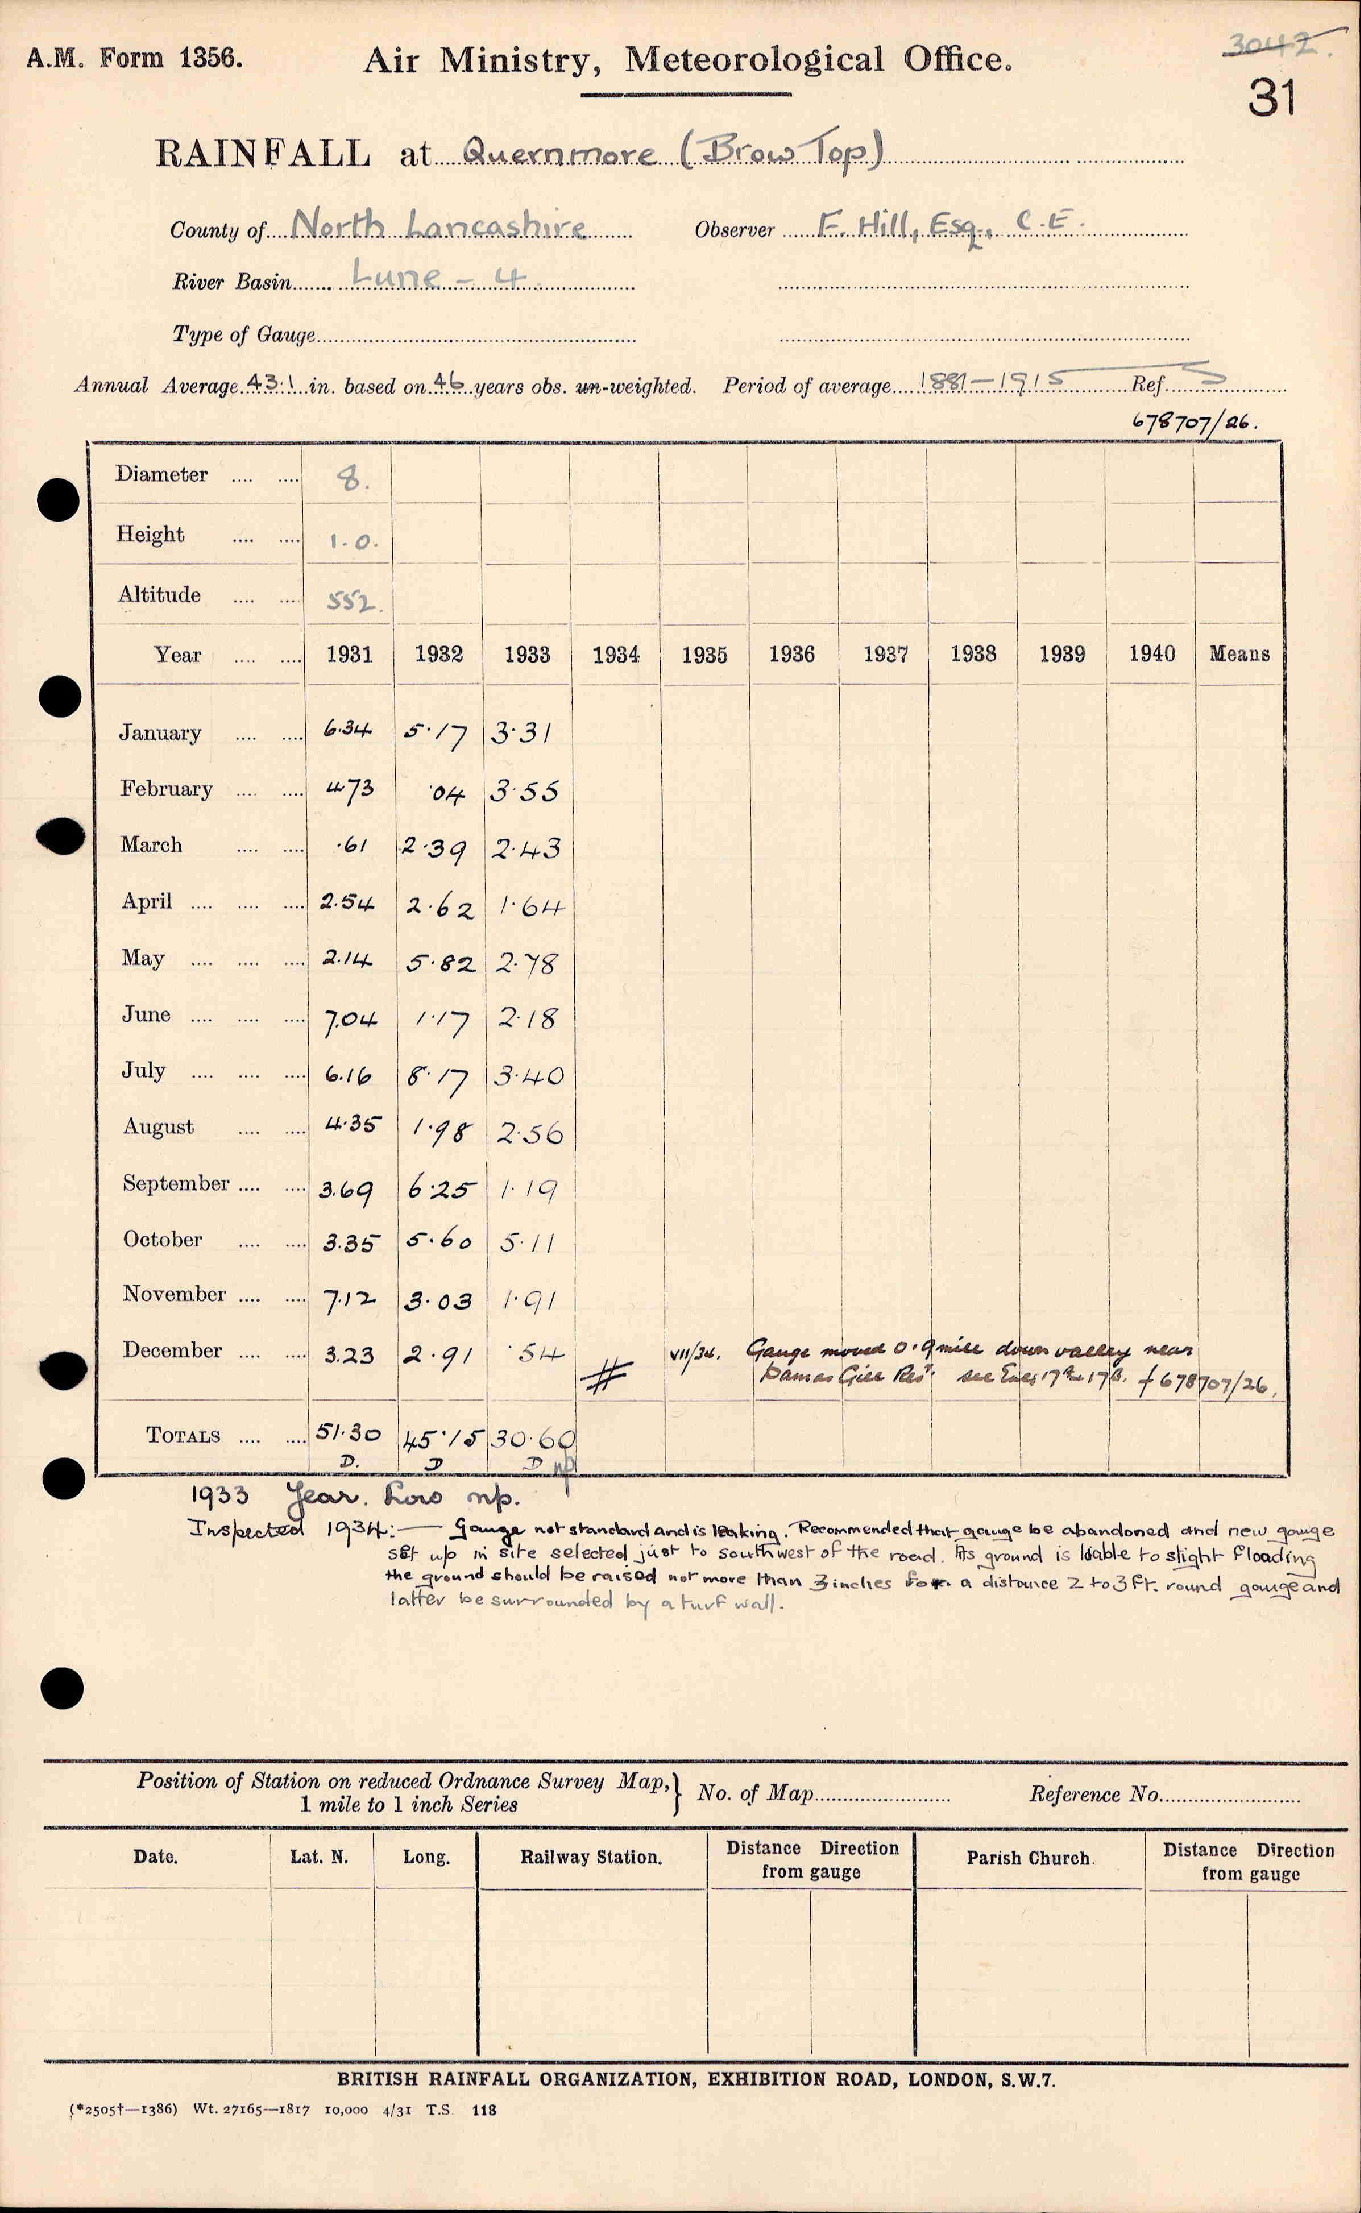 3042.
A.M. Form 1356. Air Ministry, Meteorological Office.
31
RAINFALL at Quernmore (Brow Top)
County of North Lancashire Observer F. Hill, Esq., C.E.
River Basin Lune - 4
Type of Gauge
Annual Average 43.1 in. based on 46 years obs. un-weighted. Period of average 1881-1915 Ref. S
678707/26.
Diameter .... .... 8.
Height .... .... 1.0.
Altitude .... .... 552.
Year .... .... 1931 1932 1933 1934 1935 1936 1937 1938 1939 1940 Means
January .... .... 6.34 5.17 3.31
February .... .... 4.73 .04 3.55
March .... .... .61 2.39 2.43
April .... .... .... 2.54 2.62 1.64
May .... .... .... 2.14 5.82 2.78
June .... .... .... 7.04 1.17 2.18
July .... .... .... 6.16 8.17 3.40
August .... .... 4.35 1.98 2.56
September .... .... 3.69 6.25 1.19
October .... .... 3.35 5.60 5.11
November .... .... 7.12 3.03 1.91
December .... .... 3.23 2.91 .54 # VII/34. Gauge moved 0.9 mile down valley near
Damas Gill Resr. see 17A 17B. f 678707/26.
TOTALS .... .... 51.30 45.15 30.60
D. D D np
1933 Year. Low np.
Inspected 1934:— Gauge not standard and is leaking. Recommended that gauge be abandoned and new gauge
set up in site selected just to southwest of the road. As ground is liable to slight flooding
the ground should be raised not more than 3 inches for a distance 2 to 3 ft. round gauge and
latter be surrounded by a turf wall.
Position of Station on reduced Ordnance Survey Map,} No. of Map Reference No.
1 mile to 1 inch Series
Date. Lat. N. Long. Railway Station. Distance Direction from gauge Parish Church. Distance Direction from gauge
BRITISH RAINFALL ORGANIZATION, EXHIBITION ROAD, LONDON, S.W.7.
(*2505†—1386) Wt. 27165—1817 10,000 4/31 T.S. 118